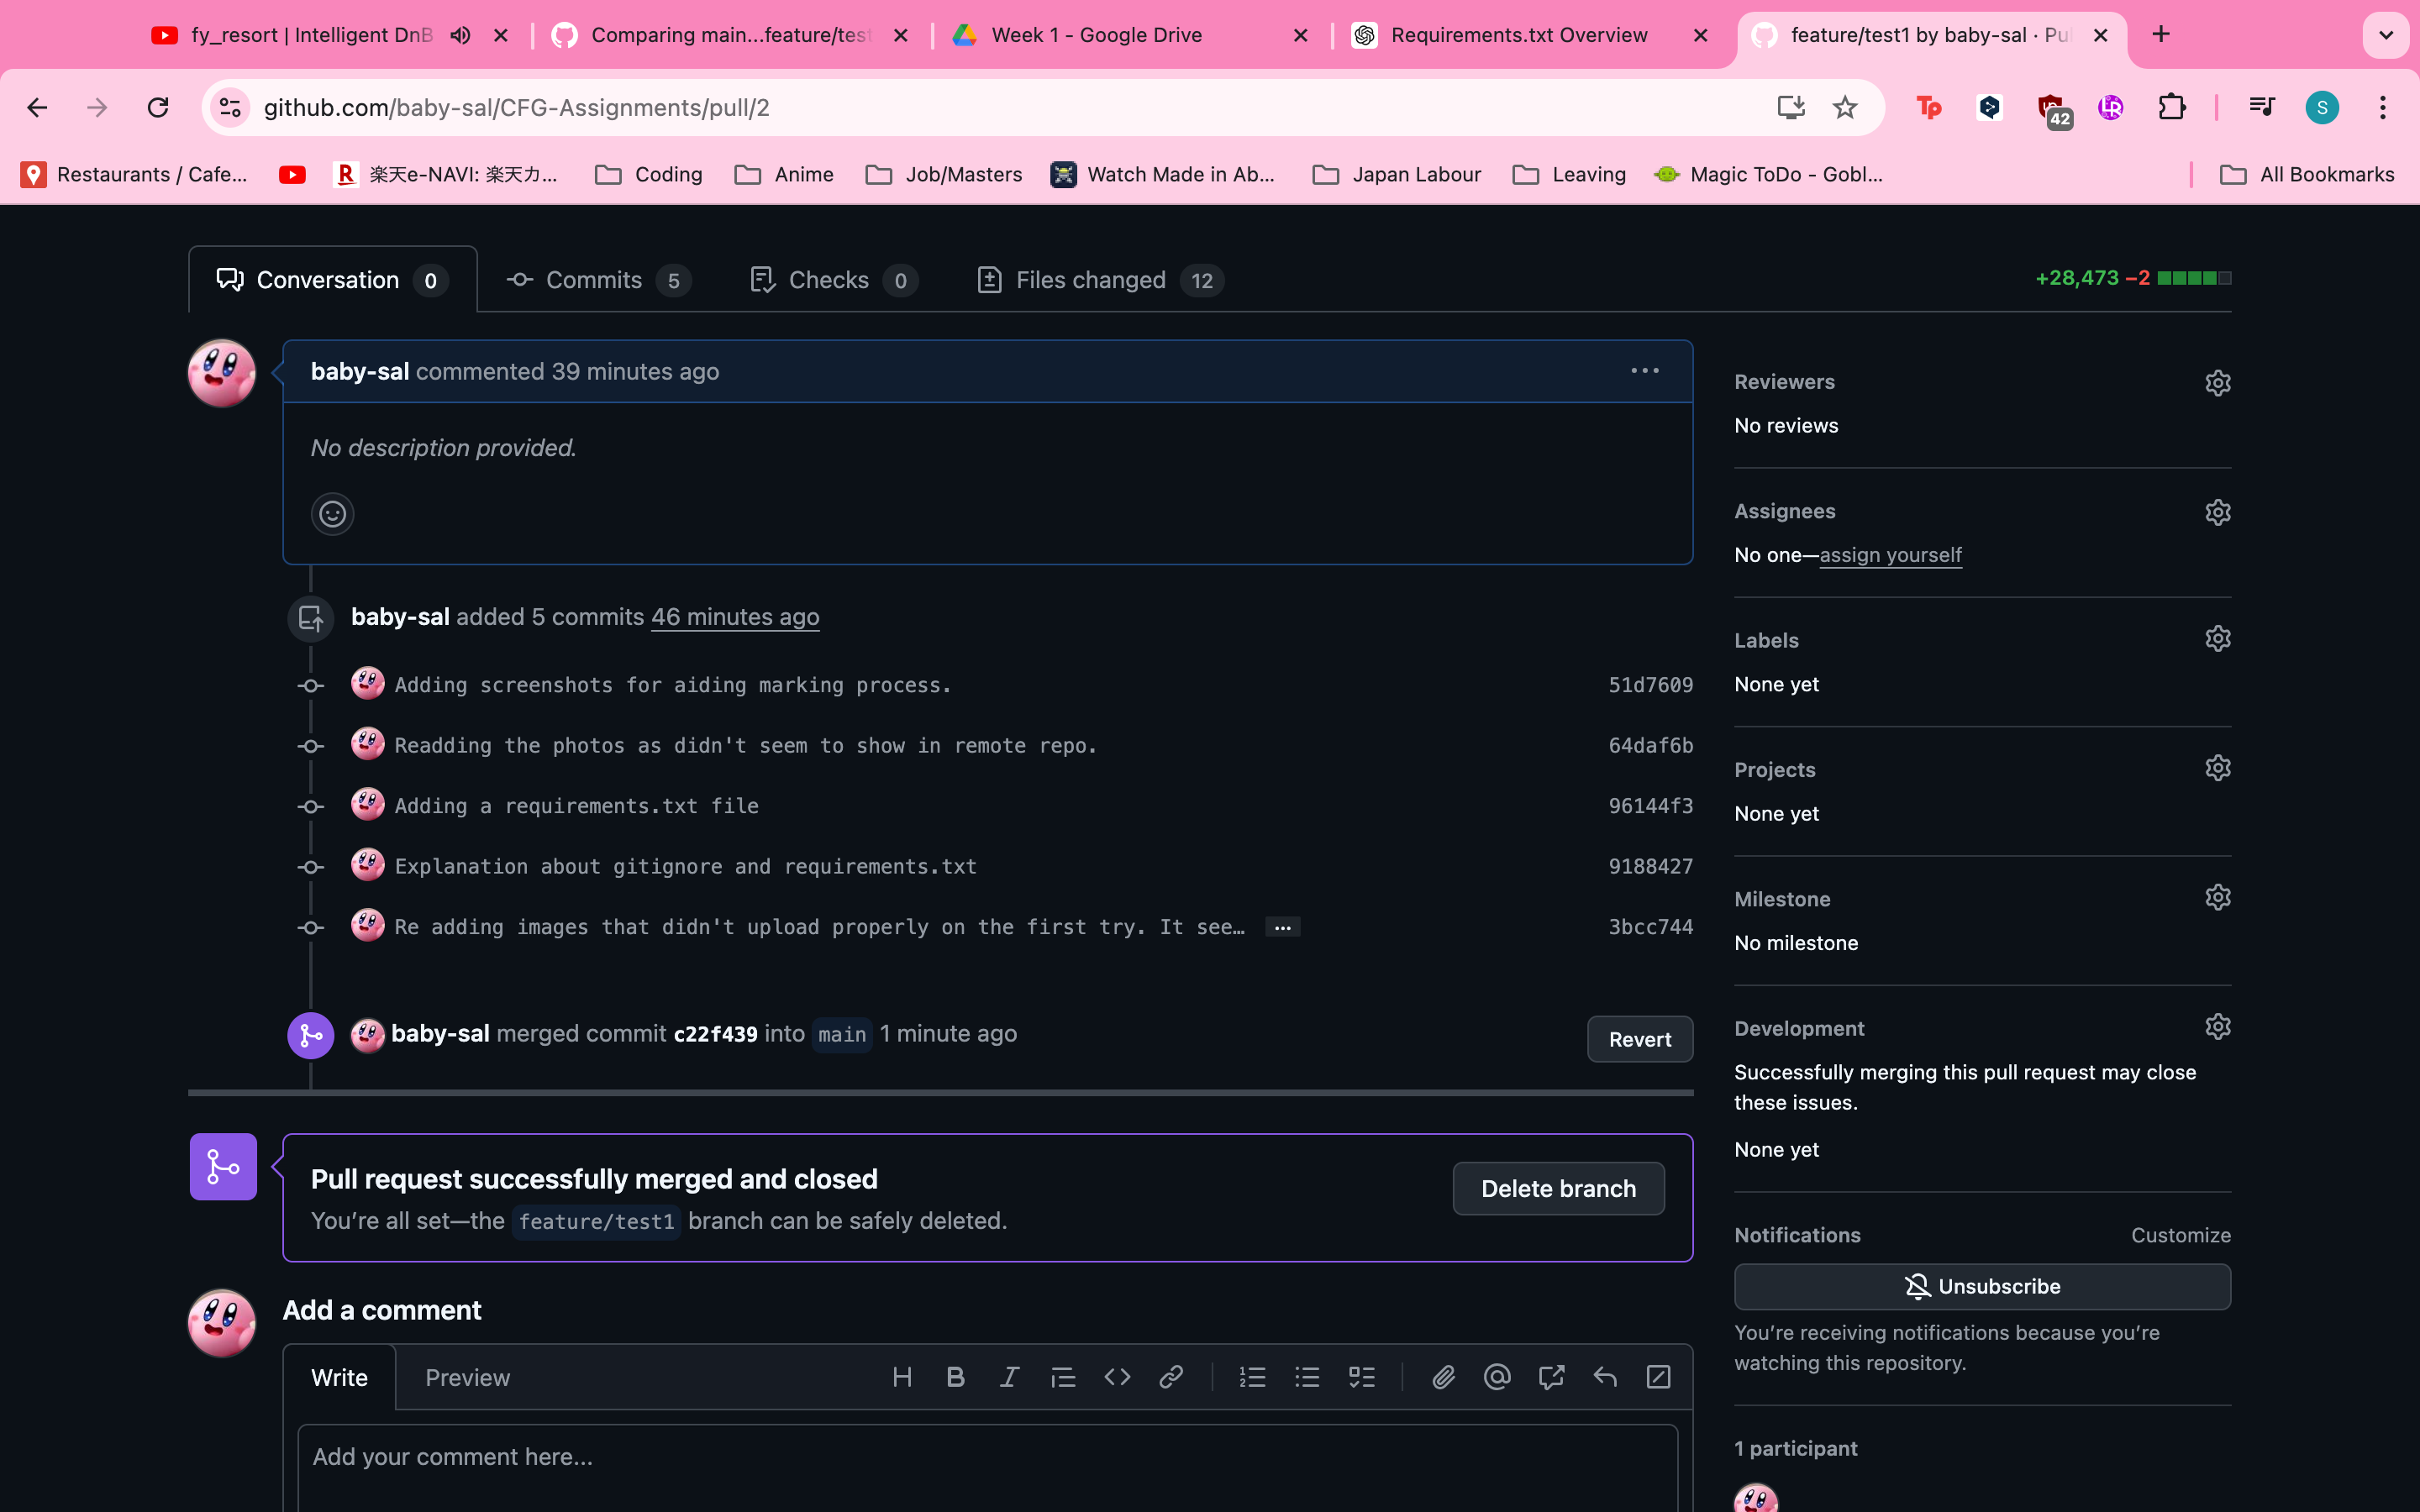 fy_resort | Intelligent DnB
Comparing main...feature/tes
Week 1 - Google Drive
Requirements.txt Overview
feature/test1 by baby-sal · Pu
github.com/baby-sal/CFG-Assignments/pull/2
42
S
Restaurants / Cafe...
楽天e-NAVI: 楽天カ...
Coding
Anime
Job/Masters
Watch Made in Ab...
Japan Labour
Leaving
Magic ToDo - Gobl...
All Bookmarks
Conversation 0
Commits 5
Checks 0
Files changed 12
+28,473 −2
baby-sal commented 39 minutes ago
No description provided.
baby-sal added 5 commits 46 minutes ago
Adding screenshots for aiding marking process. 51d7609
Readding the photos as didn't seem to show in remote repo. 64daf6b
Adding a requirements.txt file 96144f3
Explanation about gitignore and requirements.txt 9188427
Re adding images that didn't upload properly on the first try. It see… 3bcc744
baby-sal merged commit c22f439 into main 1 minute ago
Revert
Pull request successfully merged and closed
You're all set—the feature/test1 branch can be safely deleted.
Delete branch
Add a comment
Write
Preview
Add your comment here...
Reviewers
No reviews
Assignees
No one—assign yourself
Labels
None yet
Projects
None yet
Milestone
No milestone
Development
Successfully merging this pull request may close
these issues.
None yet
Notifications
Customize
Unsubscribe
You're receiving notifications because you're
watching this repository.
1 participant